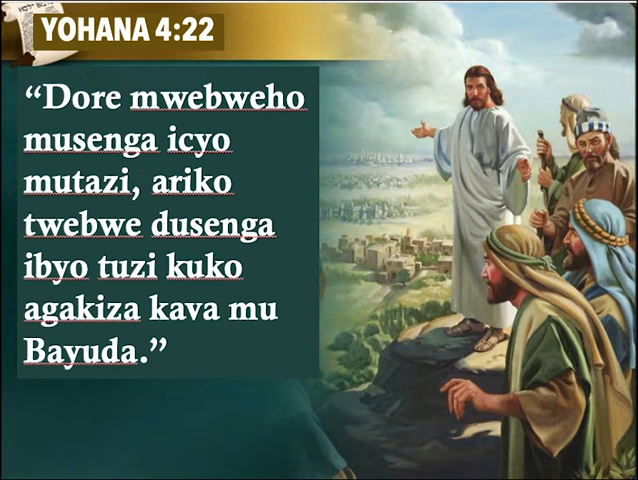 YOHANA 4:22
“Dore mwebweho
musenga icyo
mutazi, ariko
twebwe dusenga
ibyo tuzi kuko
agakiza kava mu
Bayuda.”